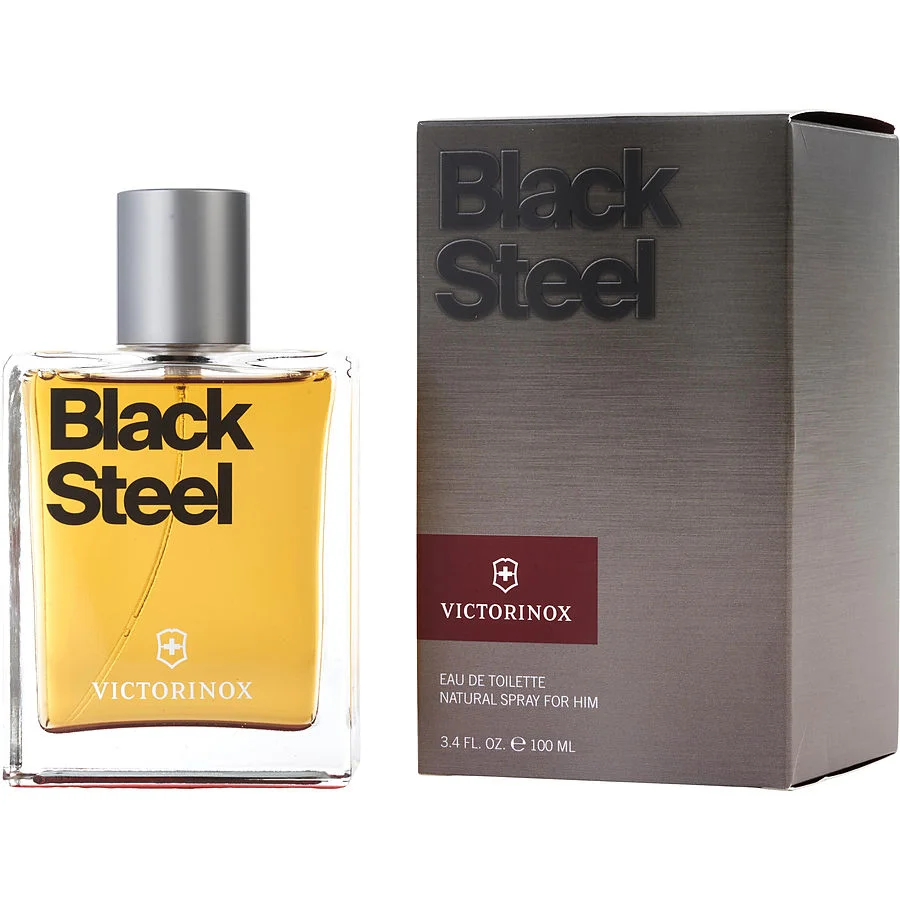 Black
Steel
VICTORINOX
Black
Steel
VICTORINOX
EAU DE TOILETTE
NATURAL SPRAY FOR HIM
3.4 FL. OZ. ℮ 100 ML